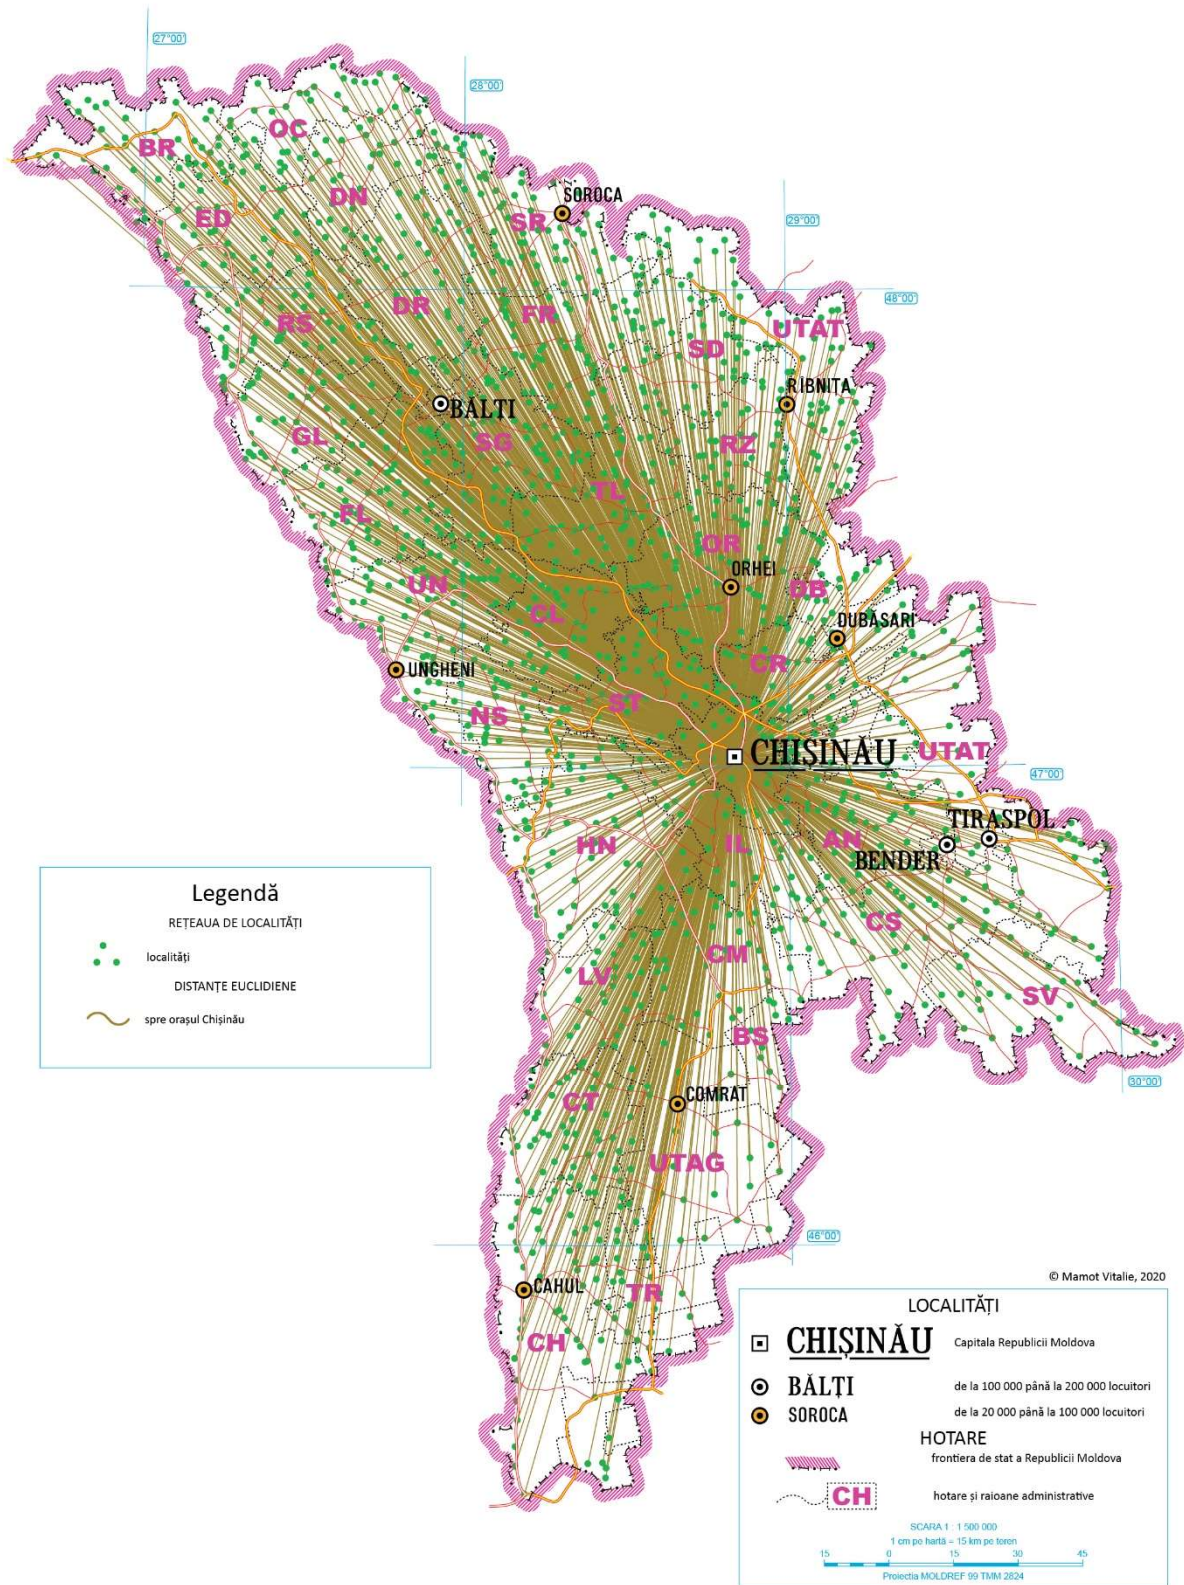 27°00'
28°00'
OC
BR
DN
SOROCA
ED
SR
29°00'
48°00'
DR
FR
RS
UTAT
SD
RÎBNIȚA
BĂLȚI
GL
SG
RZ
TL
FL
OR
UN
ORHEI
DB
CL
DUBĂSARI
CR
UNGHENI
ST
NS
CHIȘINĂU
UTAT
47°00'
TIRASPOL
HN
IL
AN
BENDER
CS
CM
LV
SV
BS
30°00'
CT
COMRAT
UTAG
46°00'
CAHUL
TR
CH
Legendă
REȚEAUA DE LOCALITĂȚI
localități
DISTANȚE EUCLIDIENE
spre orașul Chișinău
© Mamot Vitalie, 2020
LOCALITĂȚI
CHIȘINĂU Capitala Republicii Moldova
BĂLȚI de la 100 000 până la 200 000 locuitori
SOROCA de la 20 000 până la 100 000 locuitori
HOTARE
frontiera de stat a Republicii Moldova
CH hotare și raioane administrative
SCARA 1 : 1 500 000
1 cm pe hartă = 15 km pe teren
15 0 15 30 45
Proiectia MOLDREF 99 TMM 2824